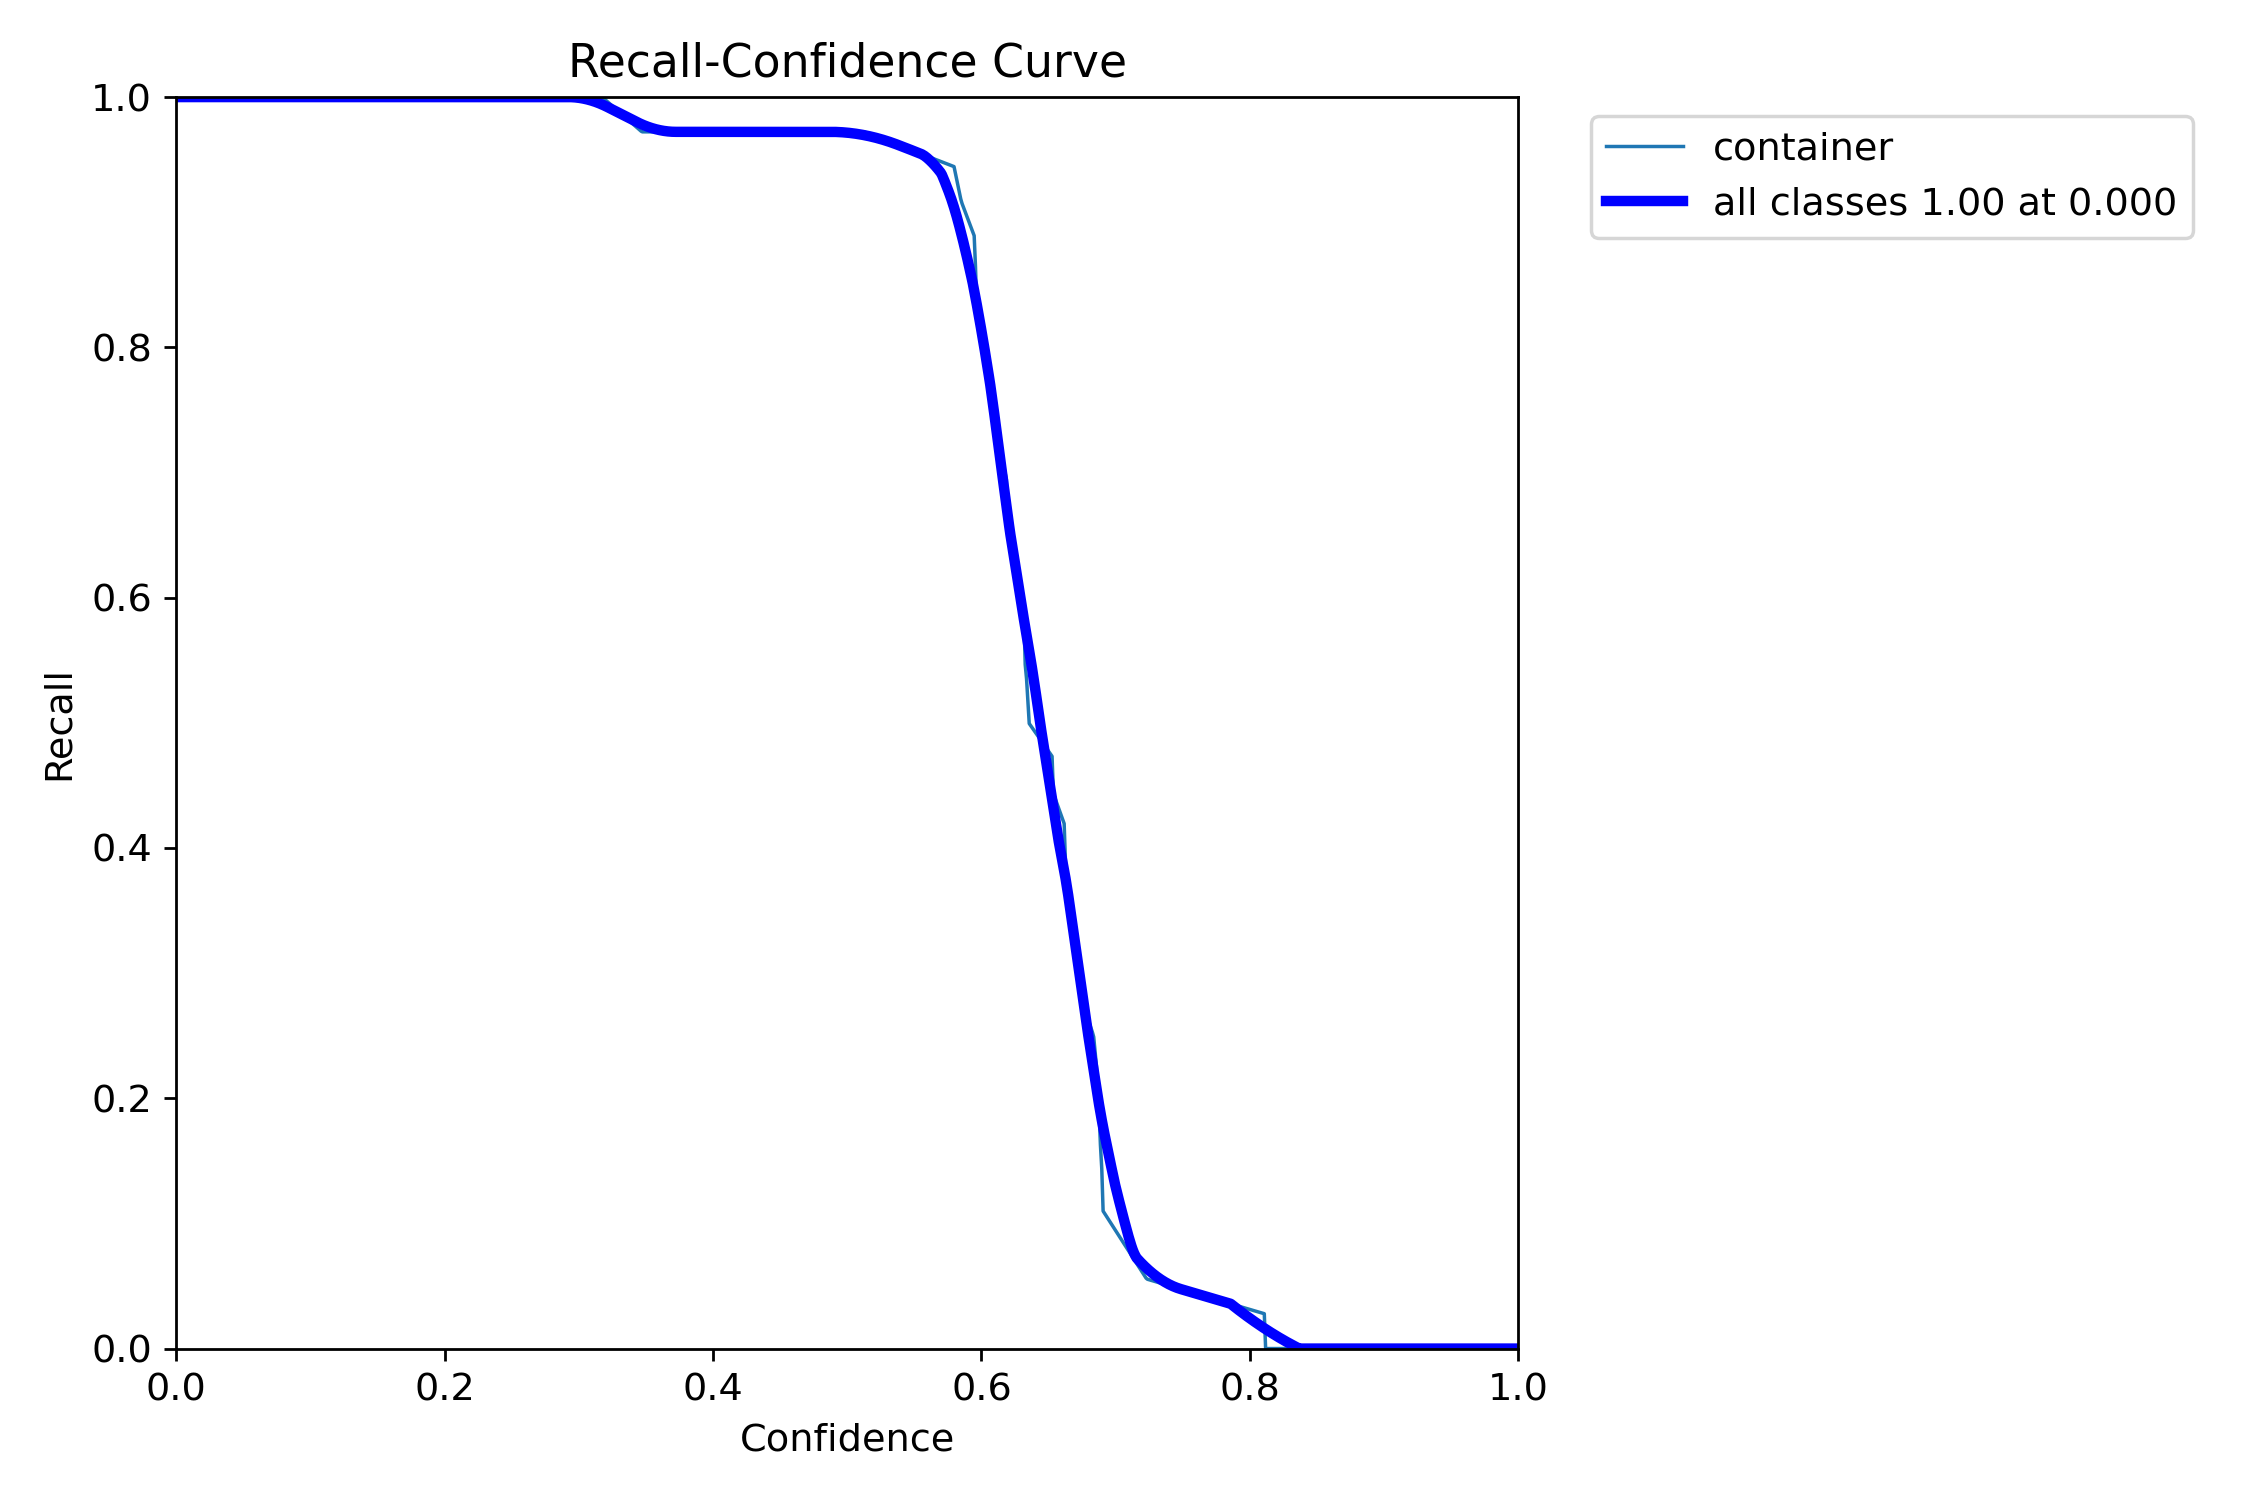 Recall-Confidence Curve
container
all classes 1.00 at 0.000
1.0
0.8
0.6
0.4
0.2
0.0
Recall
0.0 0.2 0.4 0.6 0.8 1.0
Confidence